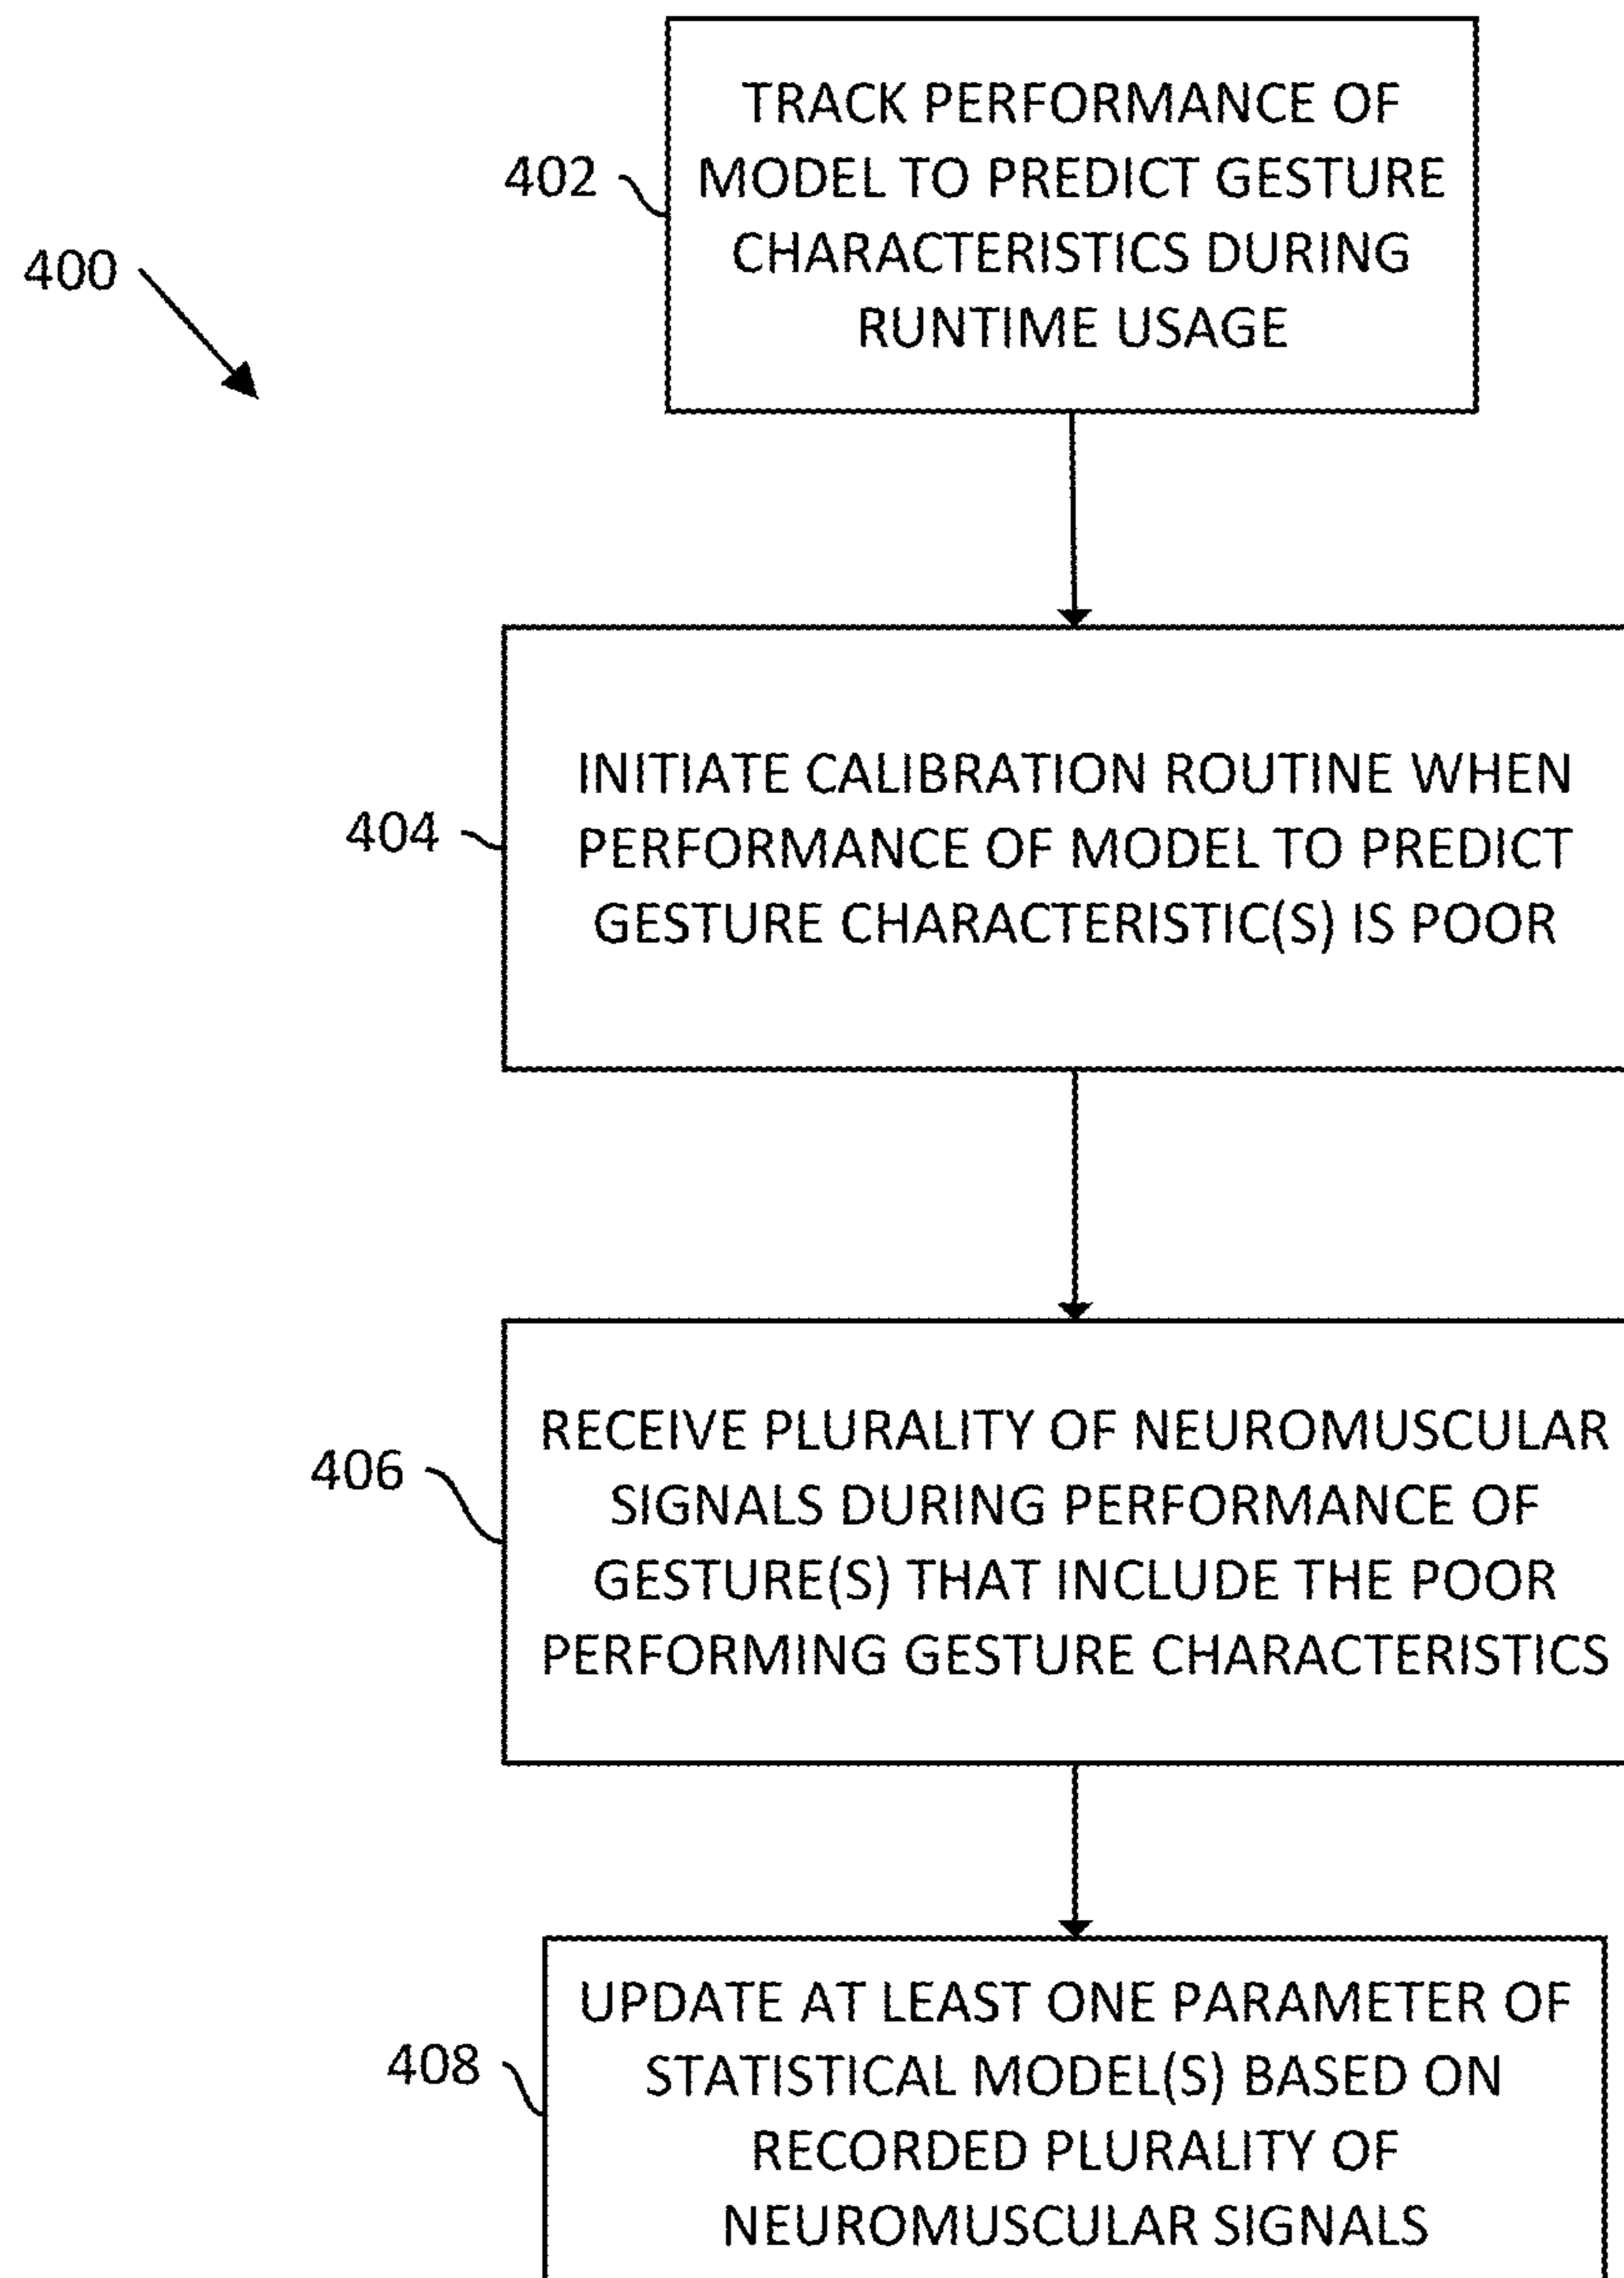 400
402
TRACK PERFORMANCE OF
MODEL TO PREDICT GESTURE
CHARACTERISTICS DURING
RUNTIME USAGE
404
INITIATE CALIBRATION ROUTINE WHEN
PERFORMANCE OF MODEL TO PREDICT
GESTURE CHARACTERISTIC(S) IS POOR
406
RECEIVE PLURALITY OF NEUROMUSCULAR
SIGNALS DURING PERFORMANCE OF
GESTURE(S) THAT INCLUDE THE POOR
PERFORMING GESTURE CHARACTERISTICS
408
UPDATE AT LEAST ONE PARAMETER OF
STATISTICAL MODEL(S) BASED ON
RECORDED PLURALITY OF
NEUROMUSCULAR SIGNALS